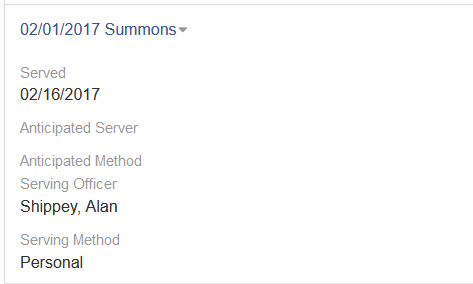 02/01/2017 Summons
Served
02/16/2017
Anticipated Server
Anticipated Method
Serving Officer
Shippey, Alan
Serving Method
Personal